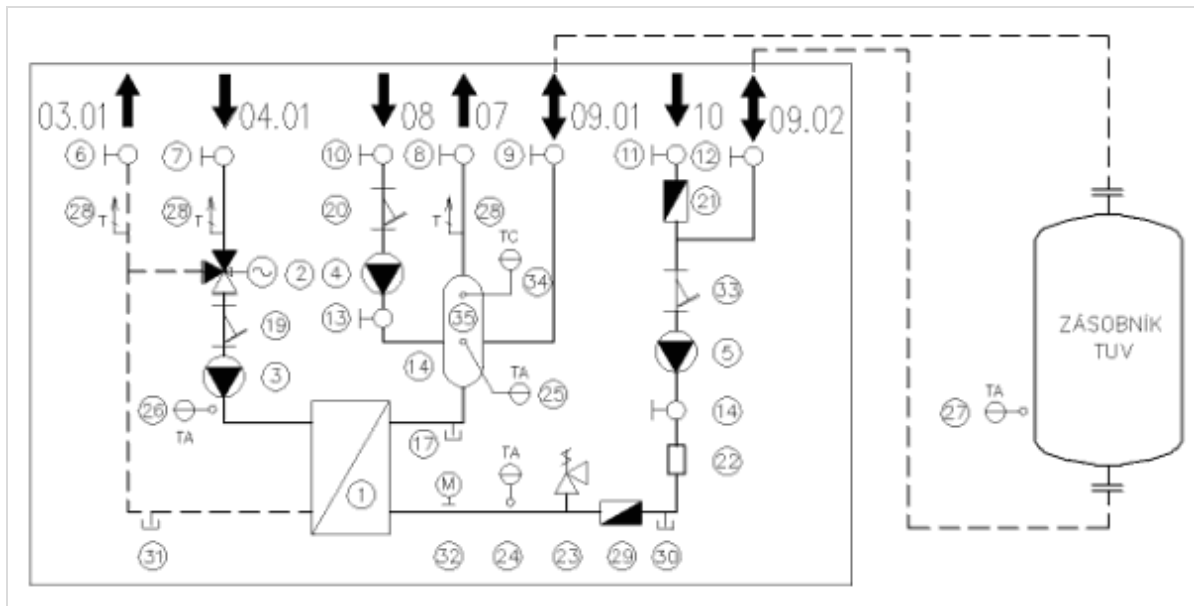 03.01 04.01 08 07 09.01 10 09.02
6 7 10 8 9 11 12
28 T 28 T 20 T 28 21
TC
2 4 34 33
13 35 ZÁSOBNÍK
19 TUV
3 14 TA 25 5
26 TA 14 TA 27
17 22
1 M TA
31 32 24 23 29 30